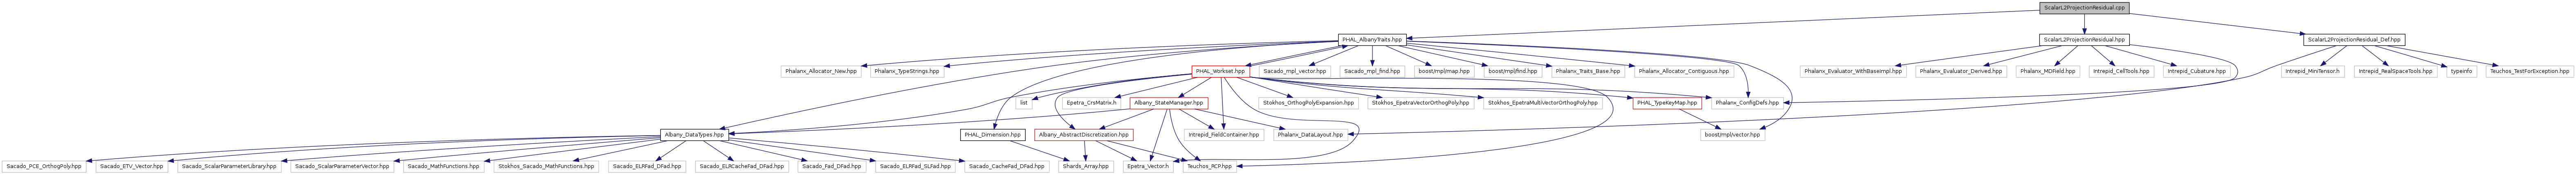 ScalarL2ProjectionResidual.cpp
PHAL_AlbanyTraits.hpp
ScalarL2ProjectionResidual.hpp
ScalarL2ProjectionResidual_Def.hpp
Phalanx_Allocator_New.hpp
Phalanx_TypeStrings.hpp
PHAL_Workset.hpp
Sacado_mpl_vector.hpp
Sacado_mpl_find.hpp
boost/mpl/map.hpp
boost/mpl/find.hpp
Phalanx_Traits_Base.hpp
Phalanx_Allocator_Contiguous.hpp
Phalanx_Evaluator_WithBaseImpl.hpp
Phalanx_Evaluator_Derived.hpp
Phalanx_MDField.hpp
Intrepid_CellTools.hpp
Intrepid_Cubature.hpp
Intrepid_MiniTensor.h
Intrepid_RealSpaceTools.hpp
typeinfo
Teuchos_TestForException.hpp
list
Epetra_CrsMatrix.h
Albany_StateManager.hpp
Stokhos_OrthogPolyExpansion.hpp
Stokhos_EpetraVectorOrthogPoly.hpp
Stokhos_EpetraMultiVectorOrthogPoly.hpp
PHAL_TypeKeyMap.hpp
Phalanx_ConfigDefs.hpp
Albany_DataTypes.hpp
PHAL_Dimension.hpp
Albany_AbstractDiscretization.hpp
Intrepid_FieldContainer.hpp
Phalanx_DataLayout.hpp
boost/mpl/vector.hpp
Sacado_PCE_OrthogPoly.hpp
Sacado_ETV_Vector.hpp
Sacado_ScalarParameterLibrary.hpp
Sacado_ScalarParameterVector.hpp
Sacado_MathFunctions.hpp
Stokhos_Sacado_MathFunctions.hpp
Sacado_ELRFad_DFad.hpp
Sacado_ELRCacheFad_DFad.hpp
Sacado_Fad_DFad.hpp
Sacado_ELRFad_SLFad.hpp
Sacado_CacheFad_DFad.hpp
Shards_Array.hpp
Epetra_Vector.h
Teuchos_RCP.hpp